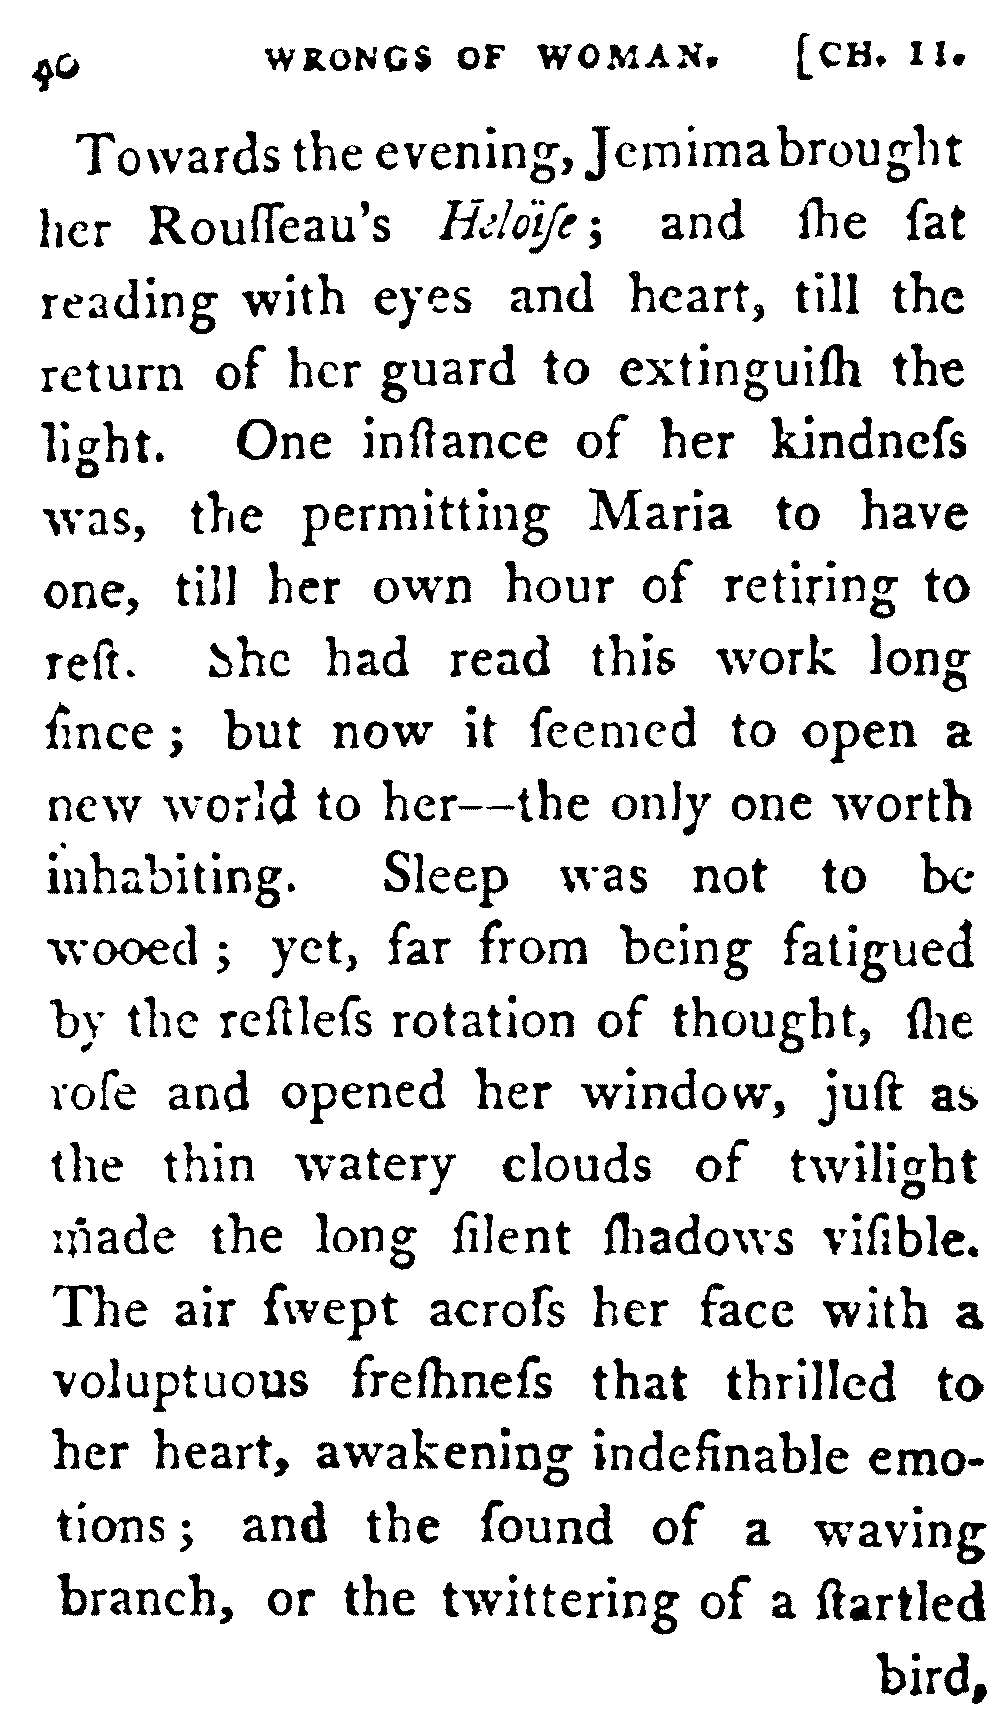 40 WRONGS OF WOMAN. [CH. II.
Towards the evening, Jemima brought
her Rouſſeau's Heloïſe; and ſhe ſat
reading with eyes and heart, till the
return of her guard to extinguiſh the
light. One inſtance of her kindneſs
was, the permitting Maria to have
one, till her own hour of retiring to
reſt. She had read this work long
ſince; but now it ſeemed to open a
new world to her--the only one worth
inhabiting. Sleep was not to be
wooed; yet, far from being fatigued
by the reſtleſs rotation of thought, ſhe
roſe and opened her window, juſt as
the thin watery clouds of twilight
made the long ſilent ſhadows viſible.
The air ſwept acroſs her face with a
voluptuous freſhneſs that thrilled to
her heart, awakening indefinable emo-
tions; and the ſound of a waving
branch, or the twittering of a ſtartled
bird,